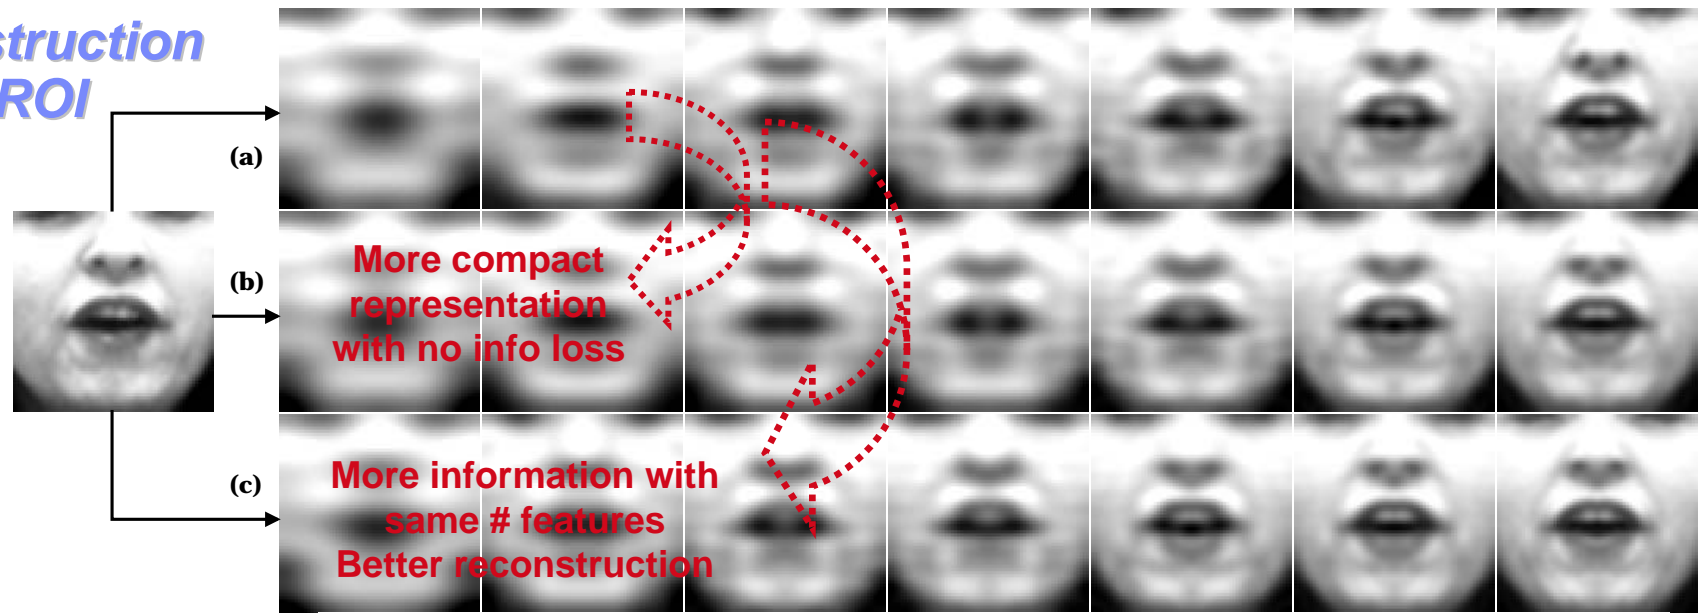 struction
ROI
(a)
(b)
More compact
representation
with no info loss
(c)
More information with
same # features
Better reconstruction